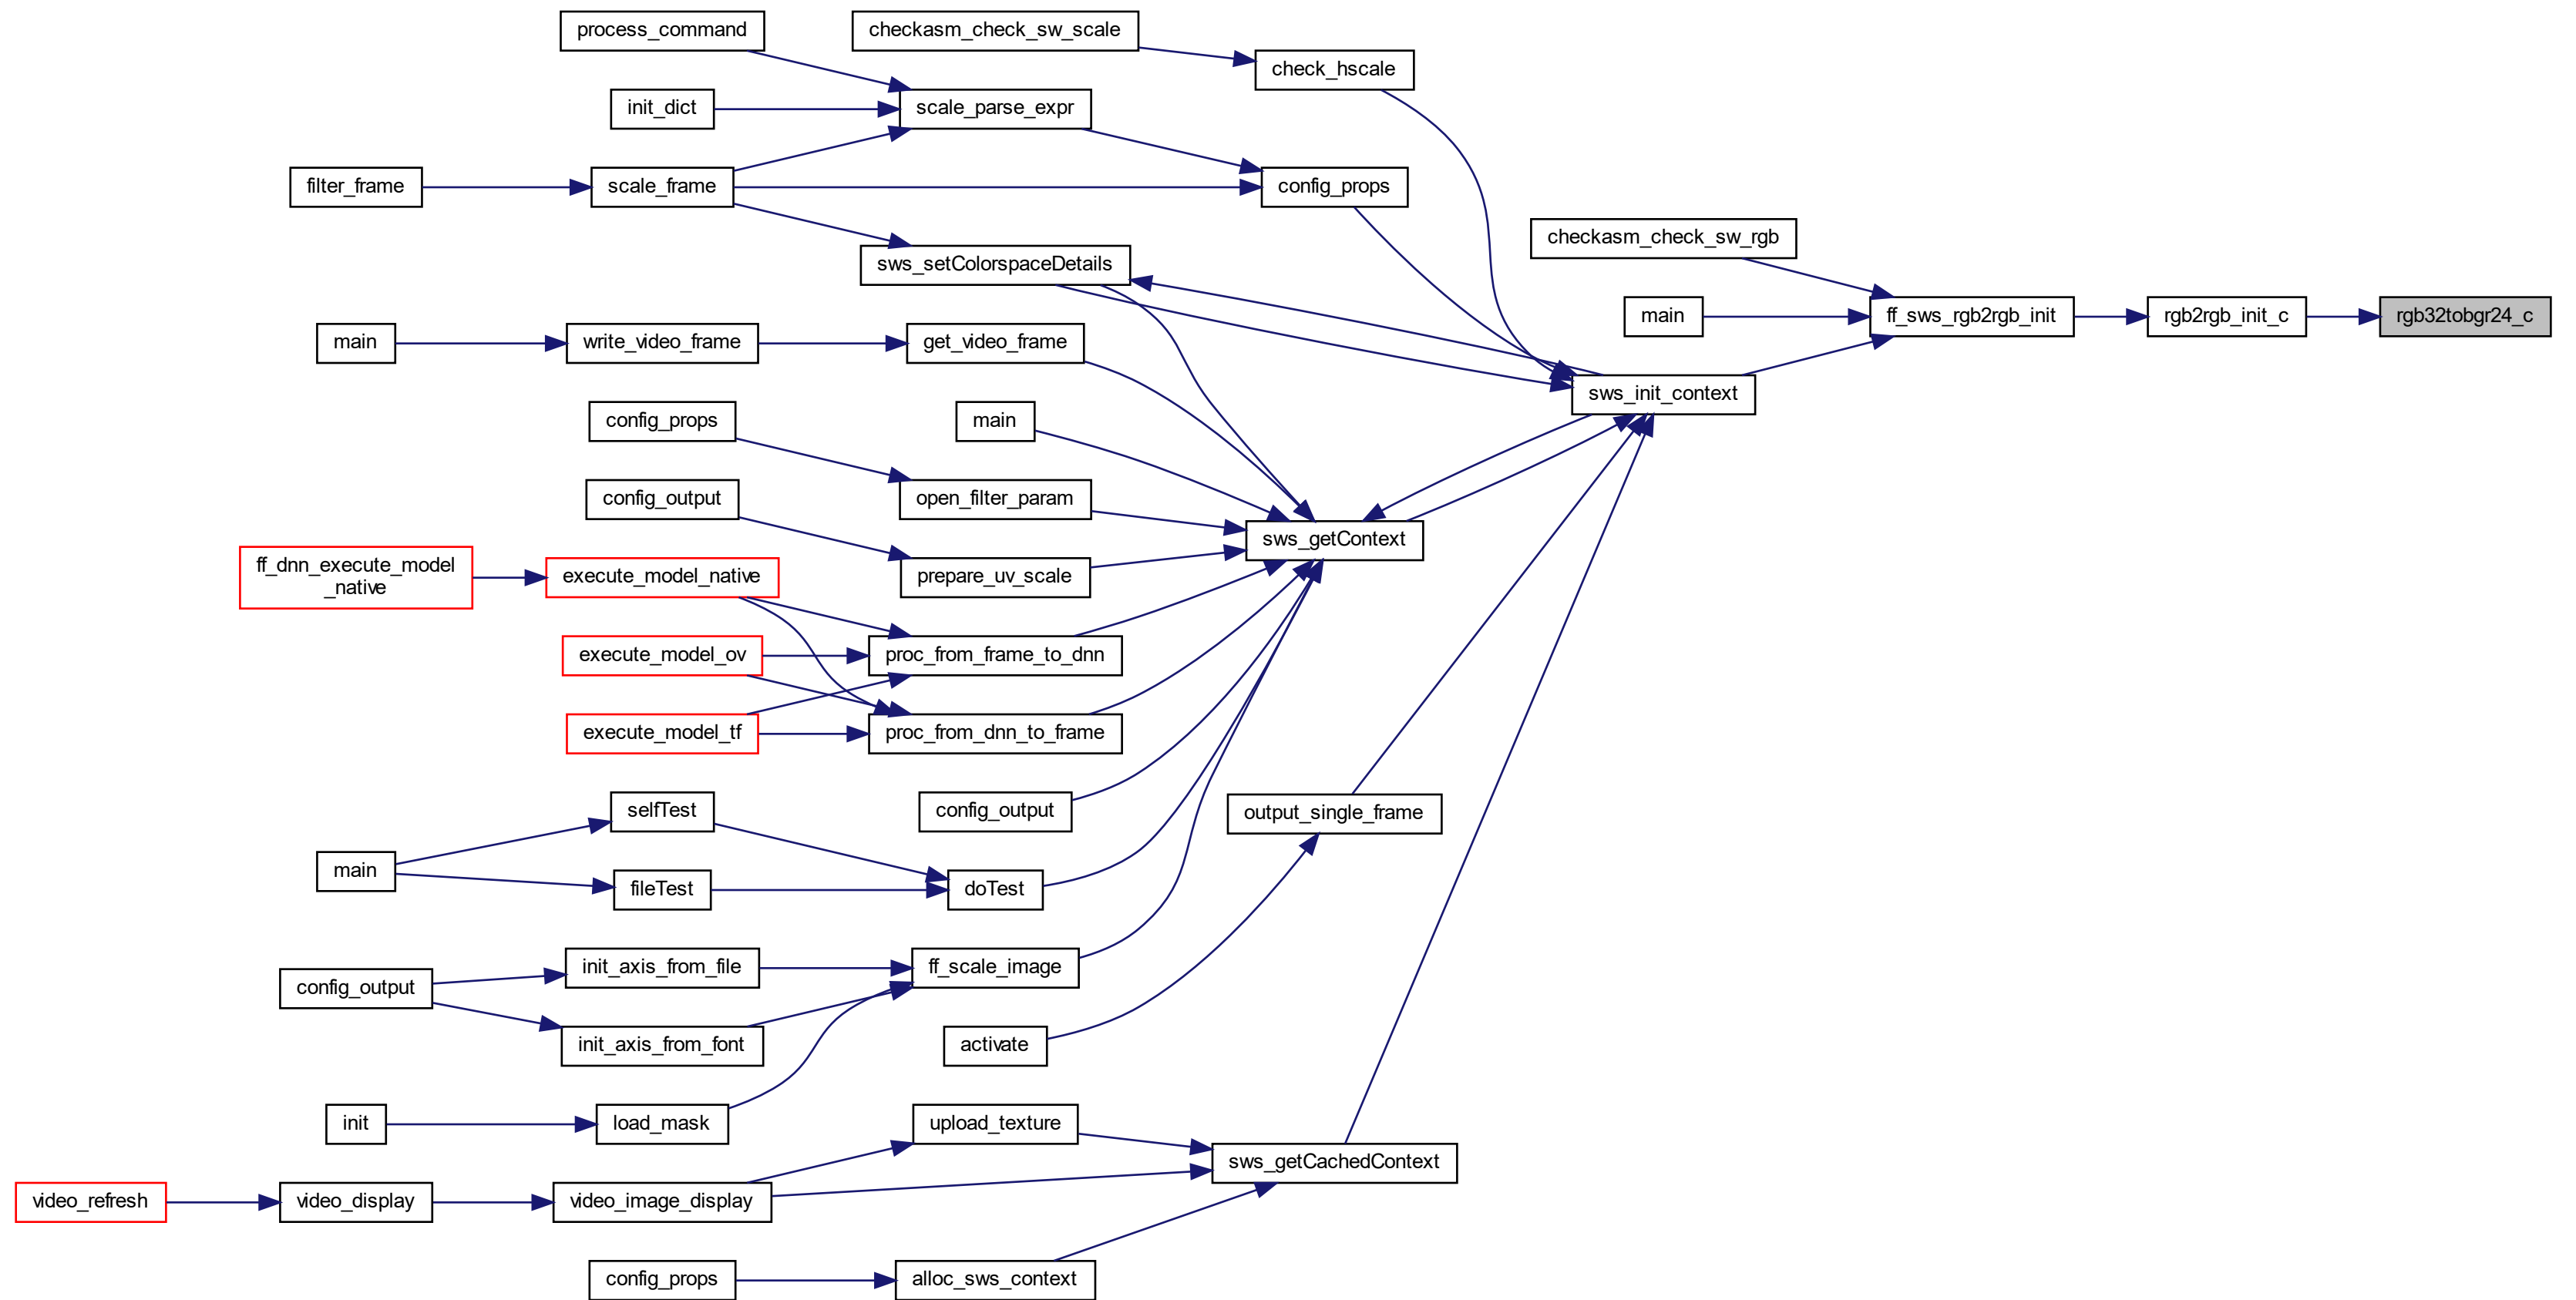 process_command
checkasm_check_sw_scale
check_hscale
init_dict
scale_parse_expr
filter_frame
scale_frame
config_props
checkasm_check_sw_rgb
sws_setColorspaceDetails
main
ff_sws_rgb2rgb_init
rgb2rgb_init_c
rgb32tobgr24_c
main
write_video_frame
get_video_frame
sws_init_context
config_props
main
config_output
open_filter_param
sws_getContext
ff_dnn_execute_model
_native
execute_model_native
prepare_uv_scale
execute_model_ov
proc_from_frame_to_dnn
execute_model_tf
proc_from_dnn_to_frame
selfTest
config_output
output_single_frame
main
fileTest
doTest
config_output
init_axis_from_file
ff_scale_image
init_axis_from_font
activate
init
load_mask
upload_texture
sws_getCachedContext
video_refresh
video_display
video_image_display
config_props
alloc_sws_context